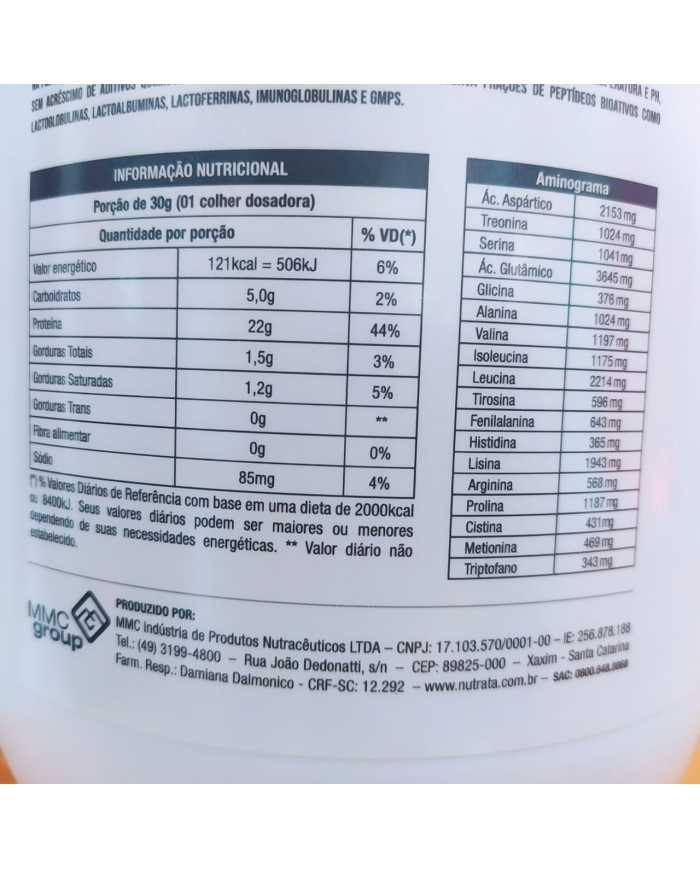 SEM ACRÉSCIMO DE ADITIVOS FRAÇÕES DE PEPTÍDEOS BIOATIVOS COMO
LACTOGLOBULINAS, LACTOALBUMINAS, LACTOFERRINAS, IMUNOGLOBULINAS E GMPS.
INFORMAÇÃO NUTRICIONAL
Porção de 30g (01 colher dosadora)
Quantidade por porção % VD(*)
Valor energético 121kcal = 506kJ 6%
Carboidratos 5,0g 2%
Proteína 22g 44%
Gorduras Totais 1,5g 3%
Gorduras Saturadas 1,2g 5%
Gorduras Trans 0g **
Fibra alimentar 0g 0%
Sódio 85mg 4%
(*) % Valores Diários de Referência com base em uma dieta de 2000kcal
ou 8400kJ. Seus valores diários podem ser maiores ou menores
dependendo de suas necessidades energéticas. ** Valor diário não
estabelecido.
Aminograma
Ác. Aspártico 2153 mg
Treonina 1024 mg
Serina 1041 mg
Ác. Glutâmico 3645 mg
Glicina 376 mg
Alanina 1024 mg
Valina 1197 mg
Isoleucina 1175 mg
Leucina 2214 mg
Tirosina 596 mg
Fenilalanina 643 mg
Histidina 365 mg
Lisina 1943 mg
Arginina 568 mg
Prolina 1187 mg
Cistina 431 mg
Metionina 469 mg
Triptofano 343 mg
MMC
group
PRODUZIDO POR:
MMC Indústria de Produtos Nutracêuticos LTDA – CNPJ: 17.103.570/0001-00 – IE: 256.878.188
Tel.: (49) 3199-4800 – Rua João Dedonatti, s/n – CEP: 89825-000 – Xaxim - Santa Catarina
Farm. Resp.: Damiana Dalmonico - CRF-SC: 12.292 – www.nutrata.com.br – SAC: